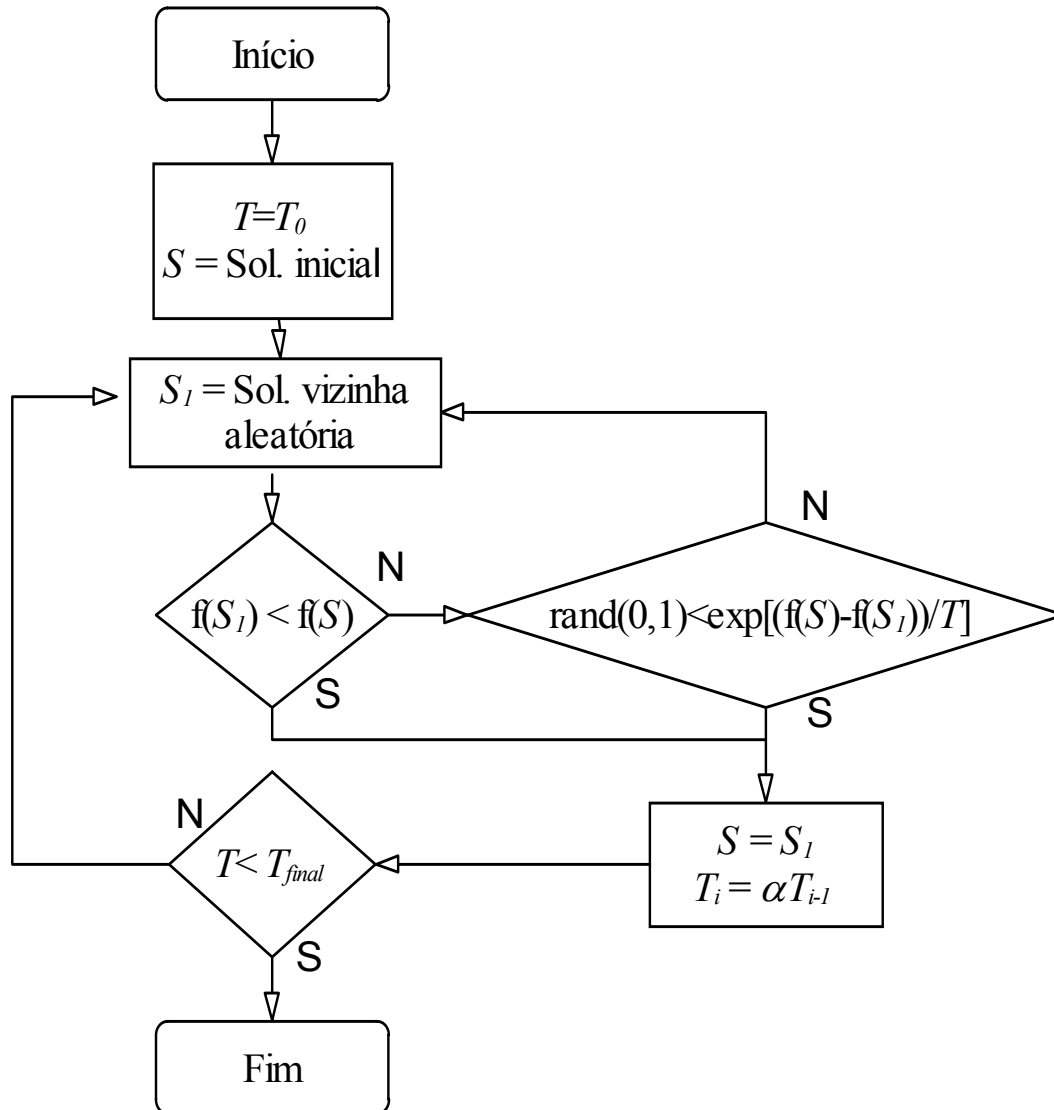 Início
T=T₀
S = Sol. inicial
S₁ = Sol. vizinha
aleatória
f(S₁) < f(S)
N
S
rand(0,1)<exp[(f(S)-f(S₁))/T]
N
S
S = S₁
Tᵢ = αTᵢ₋₁
T< T_final
N
S
Fim